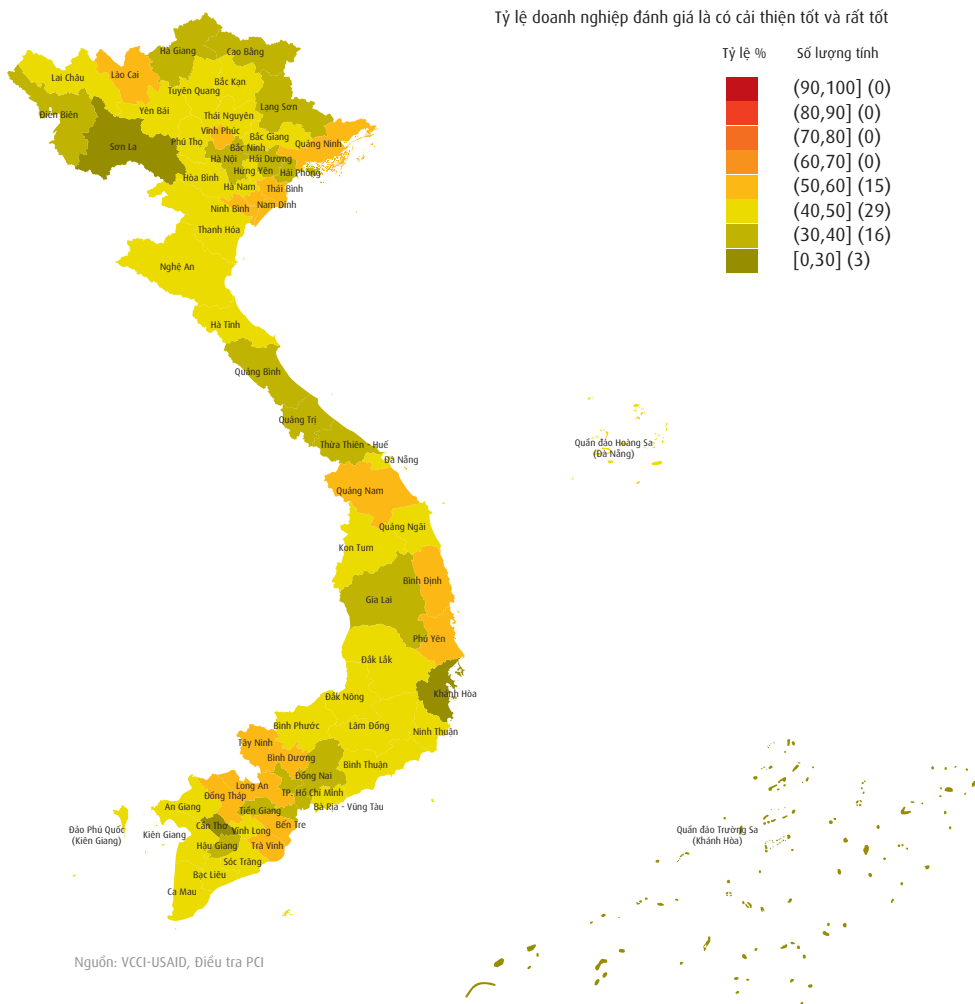 Tỷ lệ doanh nghiệp đánh giá là có cải thiện tốt và rất tốt
Tỷ lệ %
Số lượng tính
(90,100] (0)
(80,90] (0)
(70,80] (0)
(60,70] (0)
(50,60] (15)
(40,50] (29)
(30,40] (16)
[0,30] (3)
Hà Giang
Cao Bằng
Lai Châu
Lào Cai
Bắc Kạn
Tuyên Quang
Lạng Sơn
Điện Biên
Yên Bái
Thái Nguyên
Vĩnh Phúc
Bắc Giang
Phú Thọ
Quảng Ninh
Sơn La
Bắc Ninh
Hà Nội
Hải Dương
Hưng Yên
Hải Phòng
Hòa Bình
Hà Nam
Thái Bình
Ninh Bình
Nam Dinh
Thanh Hóa
Nghệ An
Hà Tĩnh
Quảng Bình
Quảng Trị
Thừa Thiên - Huế
Đà Nẵng
Quần đảo Hoàng Sa
(Đà Nẵng)
Quảng Nam
Quảng Ngãi
Kon Tum
Bình Định
Gia Lai
Phú Yên
Đắk Lắk
Khánh Hòa
Đắk Nông
Bình Phước
Lâm Đồng
Ninh Thuận
Tây Ninh
Bình Dương
Bình Thuận
Đồng Nai
Long An
Đồng Tháp
TP. Hồ Chí Minh
An Giang
Tiền Giang
Bà Rịa - Vũng Tàu
Đảo Phú Quốc
(Kiên Giang)
Kiên Giang
Cần Thơ
Vĩnh Long
Bến Tre
Hậu Giang
Trà Vinh
Quần đảo Trường Sa
(Khánh Hòa)
Sóc Trăng
Bạc Liêu
Ca Mau
Nguồn: VCCI-USAID, Điều tra PCI